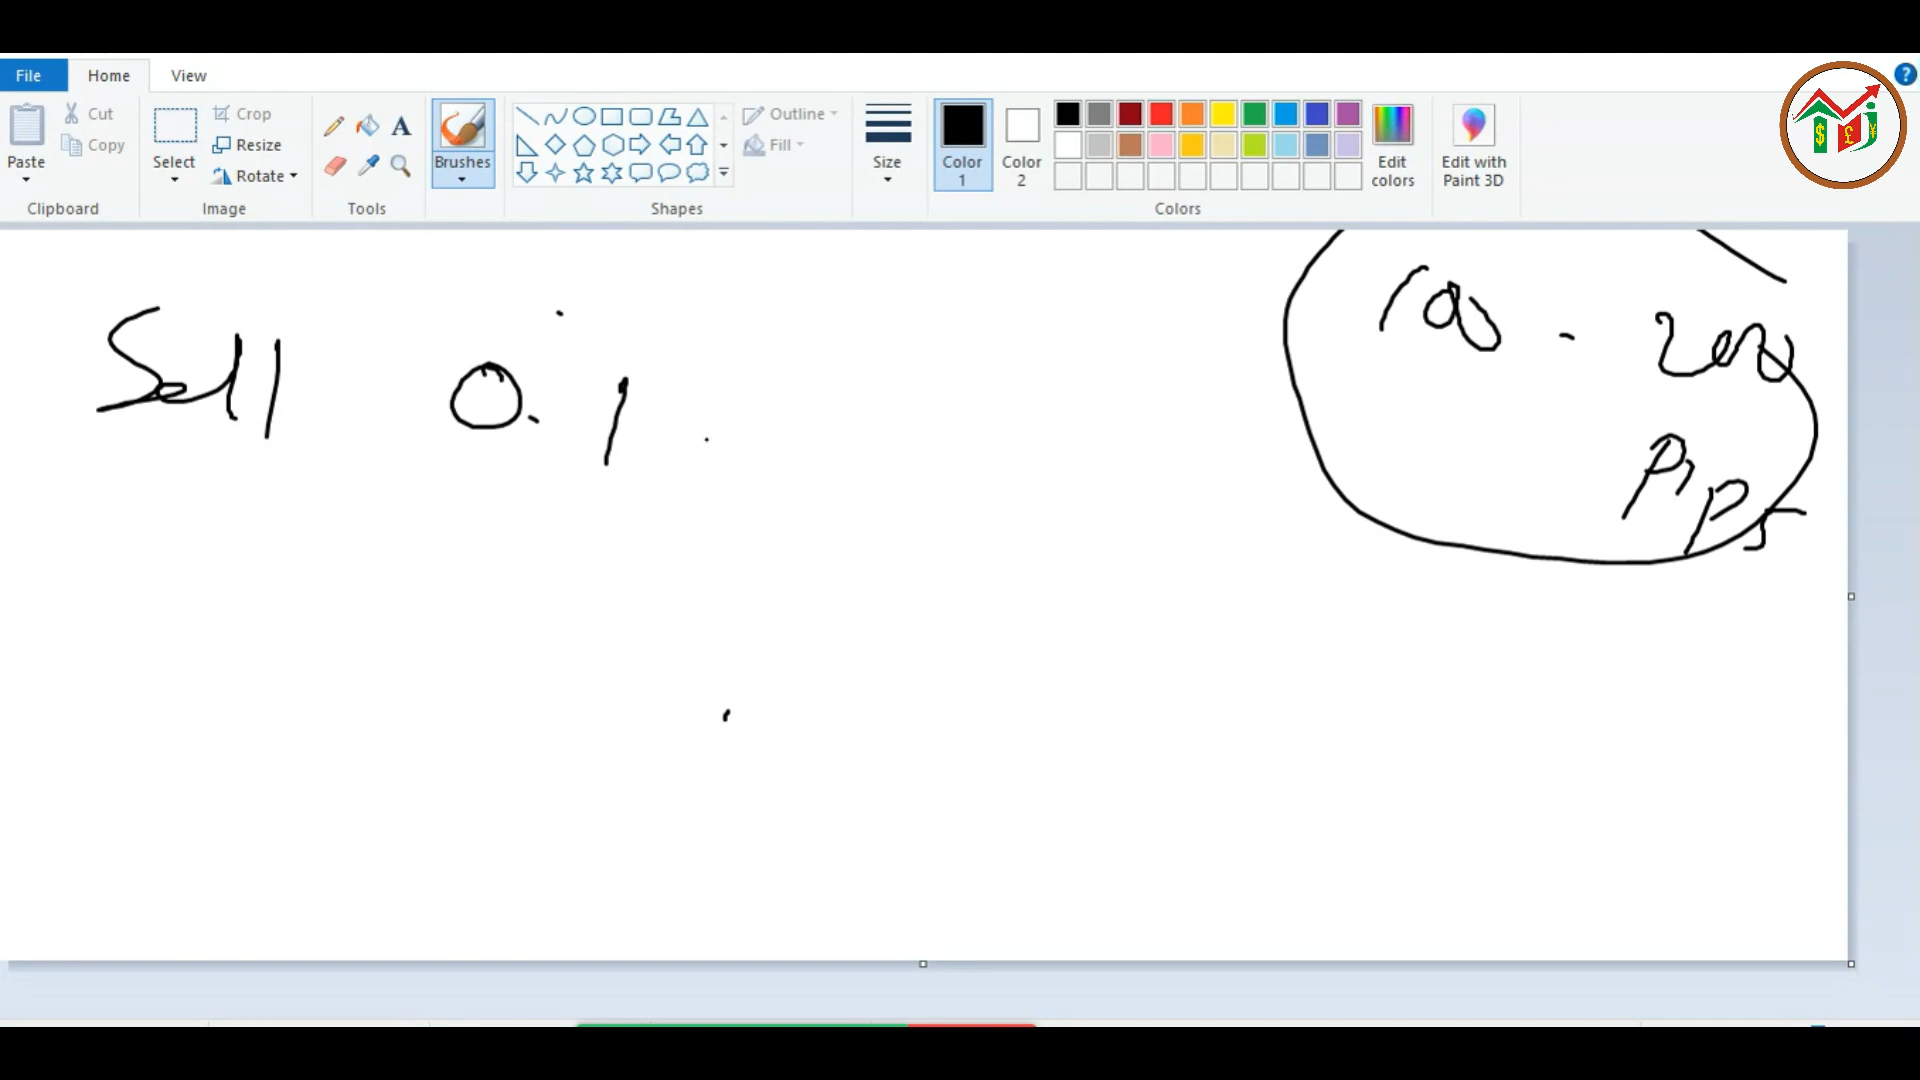 File Home View
Cut
Copy
Paste
Clipboard
Crop
Resize
Rotate
Select
Image
Tools
Brushes
Outline
Fill
Shapes
Size
Color 1
Color 2
Edit colors
Colors
Edit with Paint 3D
?
Sell 0.1
100 - 200
pips